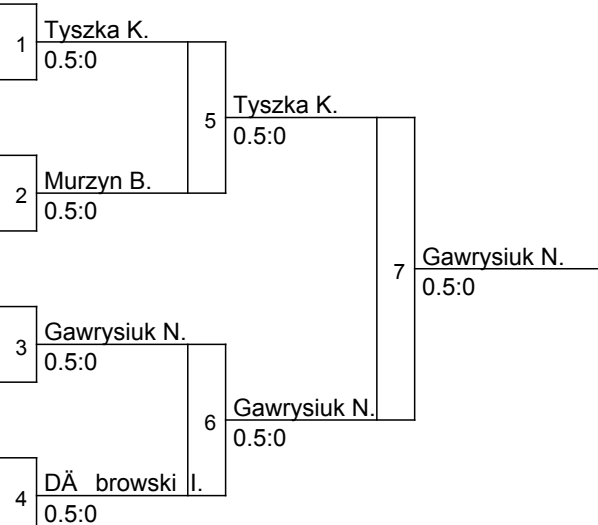 1
Tyszka K.
0.5:0
5
Tyszka K.
0.5:0
2
Murzyn B.
0.5:0
7
Gawrysiuk N.
0.5:0
3
Gawrysiuk N.
0.5:0
6
Gawrysiuk N.
0.5:0
4
DÄ browski I.
0.5:0